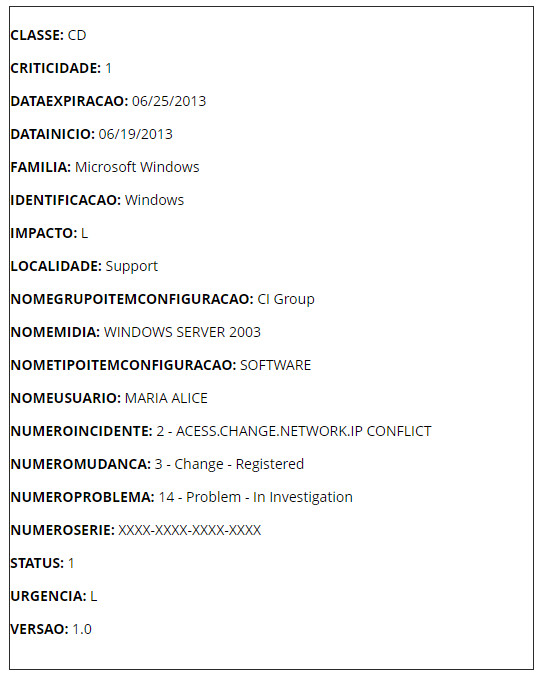 CLASSE: CD
CRITICIDADE: 1
DATAEXPIRACAO: 06/25/2013
DATAINICIO: 06/19/2013
FAMILIA: Microsoft Windows
IDENTIFICACAO: Windows
IMPACTO: L
LOCALIDADE: Support
NOMEGRUPOITEMCONFIGURACAO: CI Group
NOMEMIDIA: WINDOWS SERVER 2003
NOMETIPOITEMCONFIGURACAO: SOFTWARE
NOMEUSUARIO: MARIA ALICE
NUMEROINCIDENTE: 2 - ACESS.CHANGE.NETWORK.IP CONFLICT
NUMEROMUDANCA: 3 - Change - Registered
NUMEROPROBLEMA: 14 - Problem - In Investigation
NUMEROSERIE: XXXX-XXXX-XXXX-XXXX
STATUS: 1
URGENCIA: L
VERSAO: 1.0